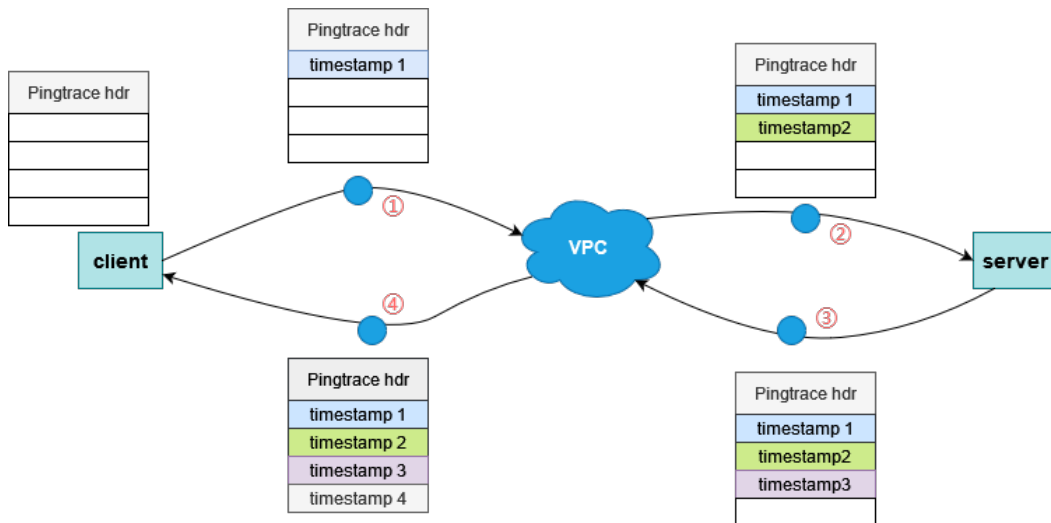 Pingtrace hdr
Pingtrace hdr
timestamp 1
Pingtrace hdr
timestamp 1
timestamp2
①
②
client
VPC
server
④
③
Pingtrace hdr
timestamp 1
timestamp 2
timestamp 3
timestamp 4
Pingtrace hdr
timestamp 1
timestamp2
timestamp3